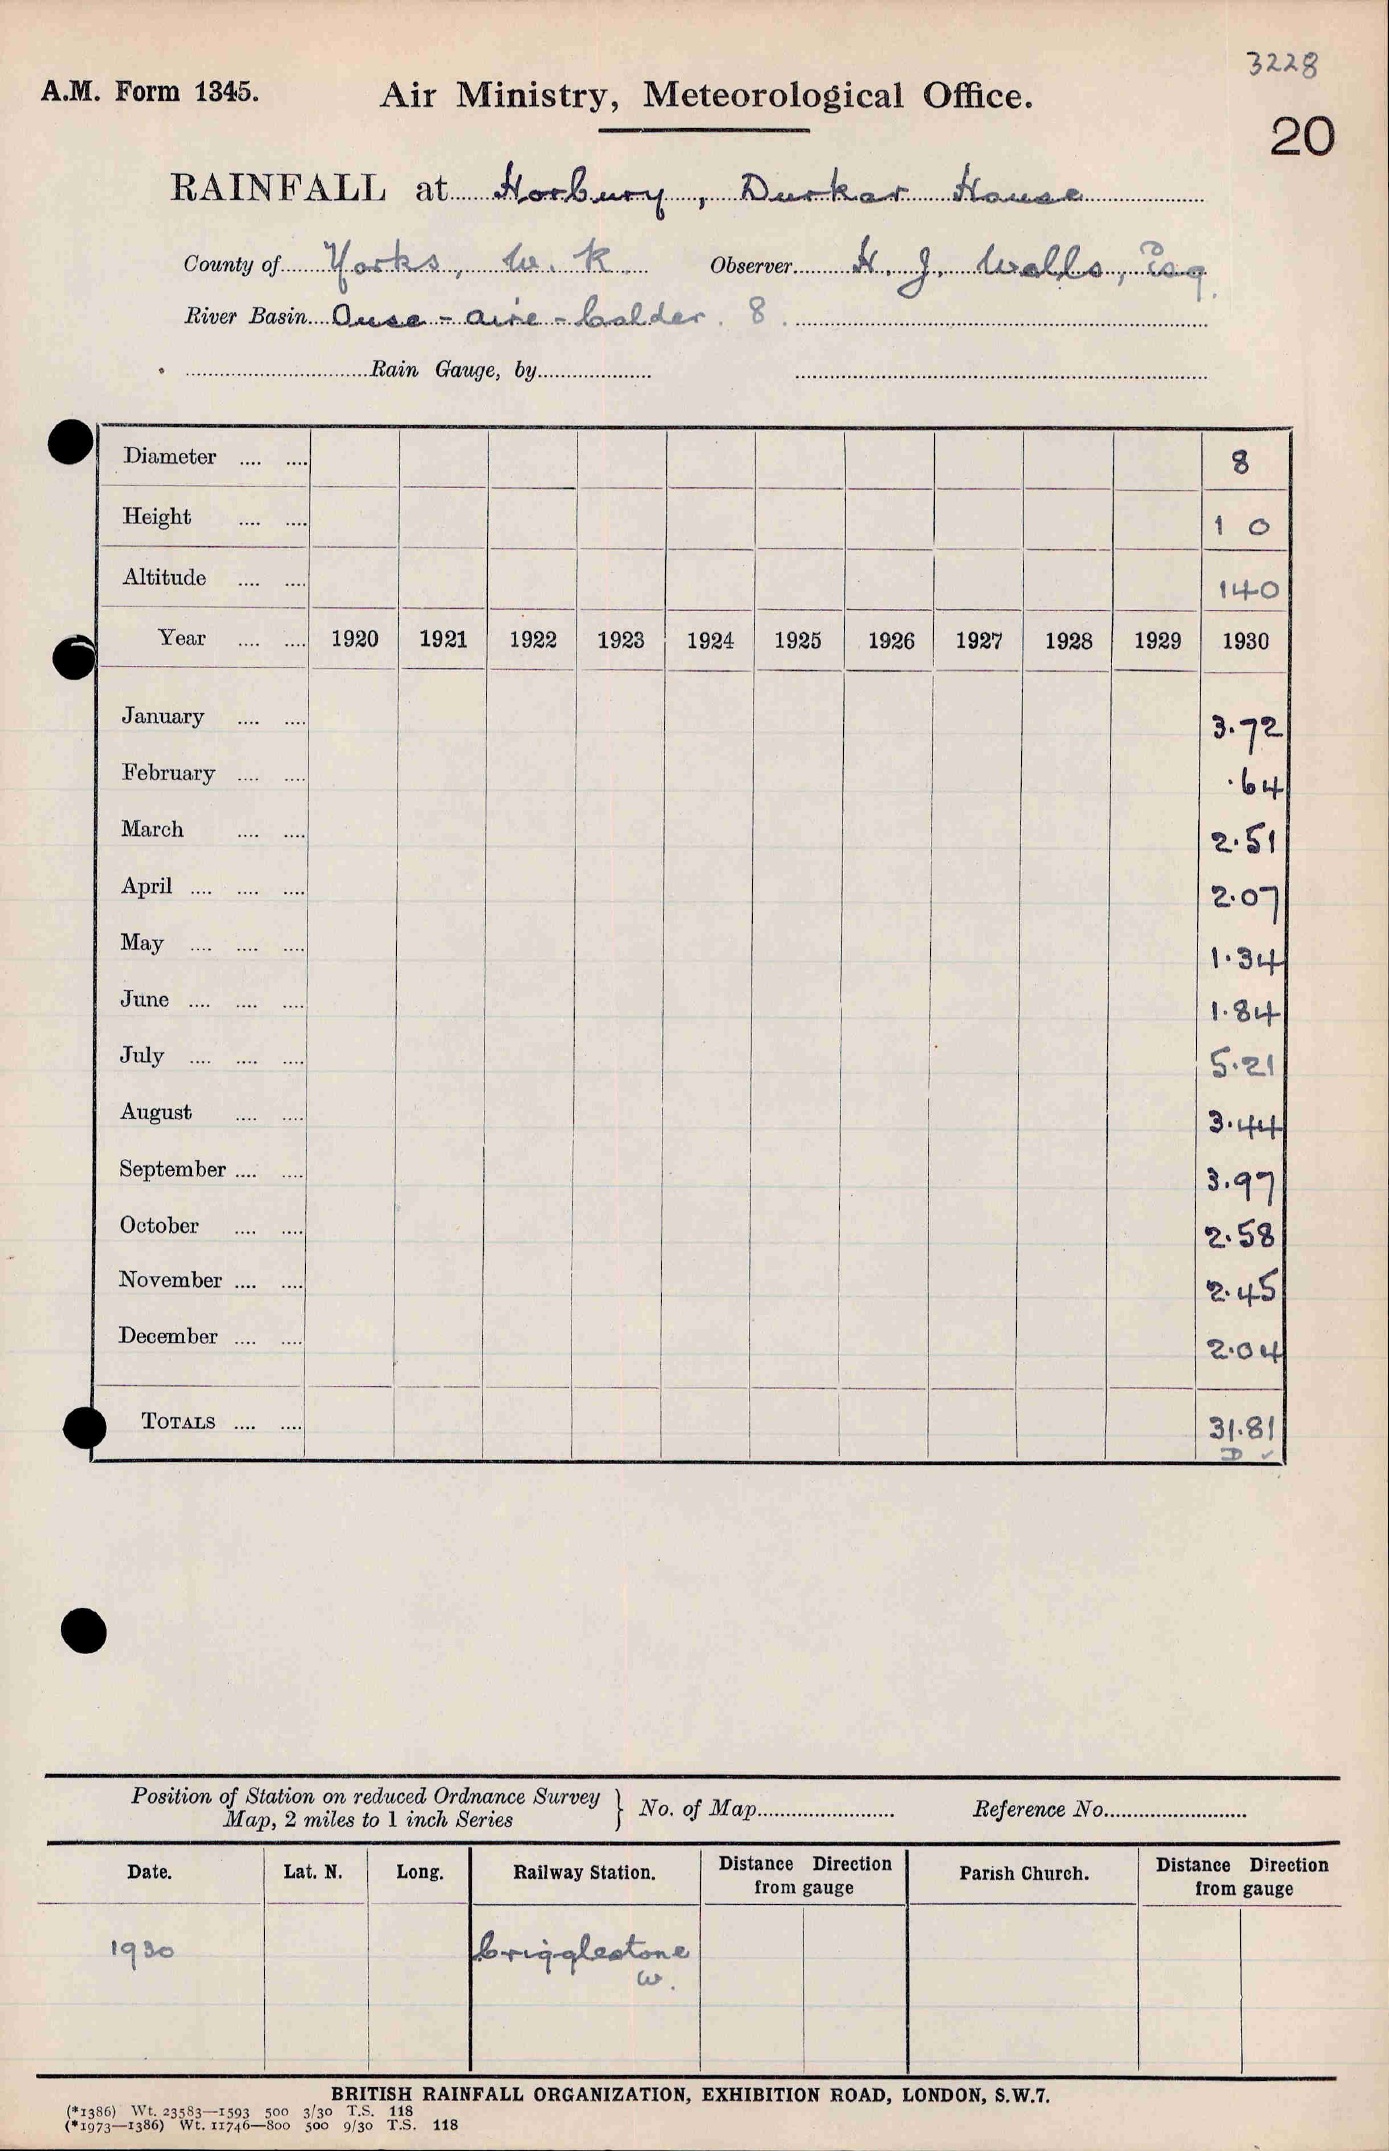 3228
A.M. Form 1345. Air Ministry, Meteorological Office.
20
RAINFALL at Horbury, Durkar House
County of Yorks, W. R. Observer H. J. Walls, Esq.
River Basin Ouse - Aire - Calder. 8.
Rain Gauge, by
Diameter .... .... 8
Height .... .... 1 0
Altitude .... .... 140
Year .... .... 1920 1921 1922 1923 1924 1925 1926 1927 1928 1929 1930
January .... .... 3.72
February .... .... .64
March .... .... 2.51
April .... .... .... 2.07
May .... .... .... 1.34
June .... .... .... 1.84
July .... .... .... 5.21
August .... .... 3.44
September .... .... 3.97
October .... .... 2.58
November .... .... 2.45
December .... .... 2.04
TOTALS .... .... 31.81
D ✓
Position of Station on reduced Ordnance Survey
Map, 2 miles to 1 inch Series } No. of Map Reference No.
Date. Lat. N. Long. Railway Station. Distance Direction from gauge Parish Church. Distance Direction from gauge
1930 Crigglestone
W.
BRITISH RAINFALL ORGANIZATION, EXHIBITION ROAD, LONDON, S.W.7.
(*1386) Wt. 23583—1593 500 3/30 T.S. 118
(*1973—1386) Wt. 11746—800 500 9/30 T.S. 118